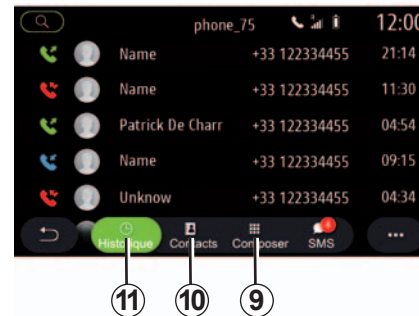 phone_75 12:00
Name +33 122334455 21:14
Name +33 122334455 11:30
Patrick De Charr +33 122334455 04:54
Name +33 122334455 09:15
Unknow +33 122334455 04:34
Historique Contacts Composer SMS ...
11 10 9